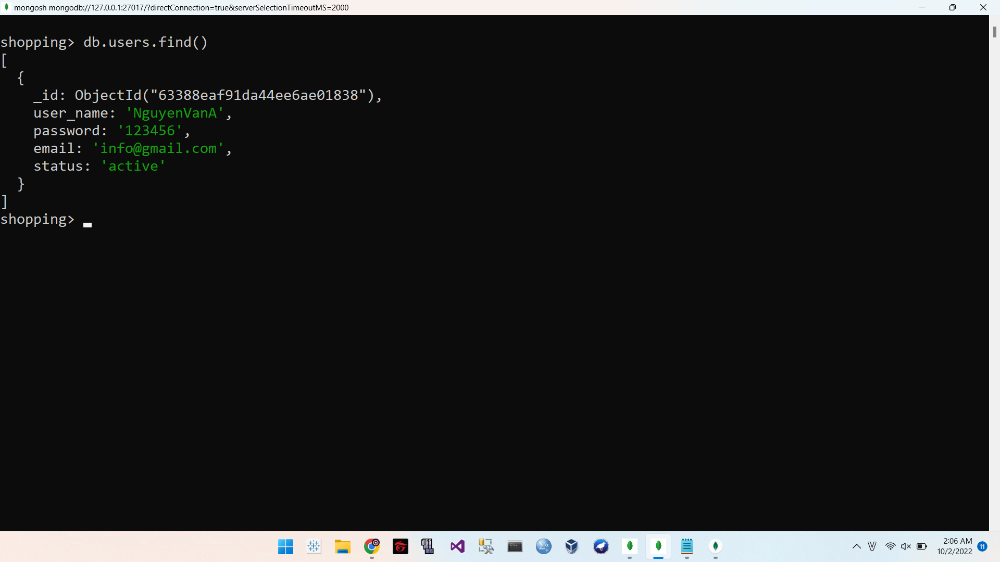 mongosh mongodb://127.0.0.1:27017/?directConnection=true&serverSelectionTimeoutMS=2000
shopping> db.users.find()
[
  {
    _id: ObjectId("63388eaf91da44ee6ae01838"),
    user_name: 'NguyenVanA',
    password: '123456',
    email: 'info@gmail.com',
    status: 'active'
  }
]
shopping>
2:06 AM
10/2/2022
11